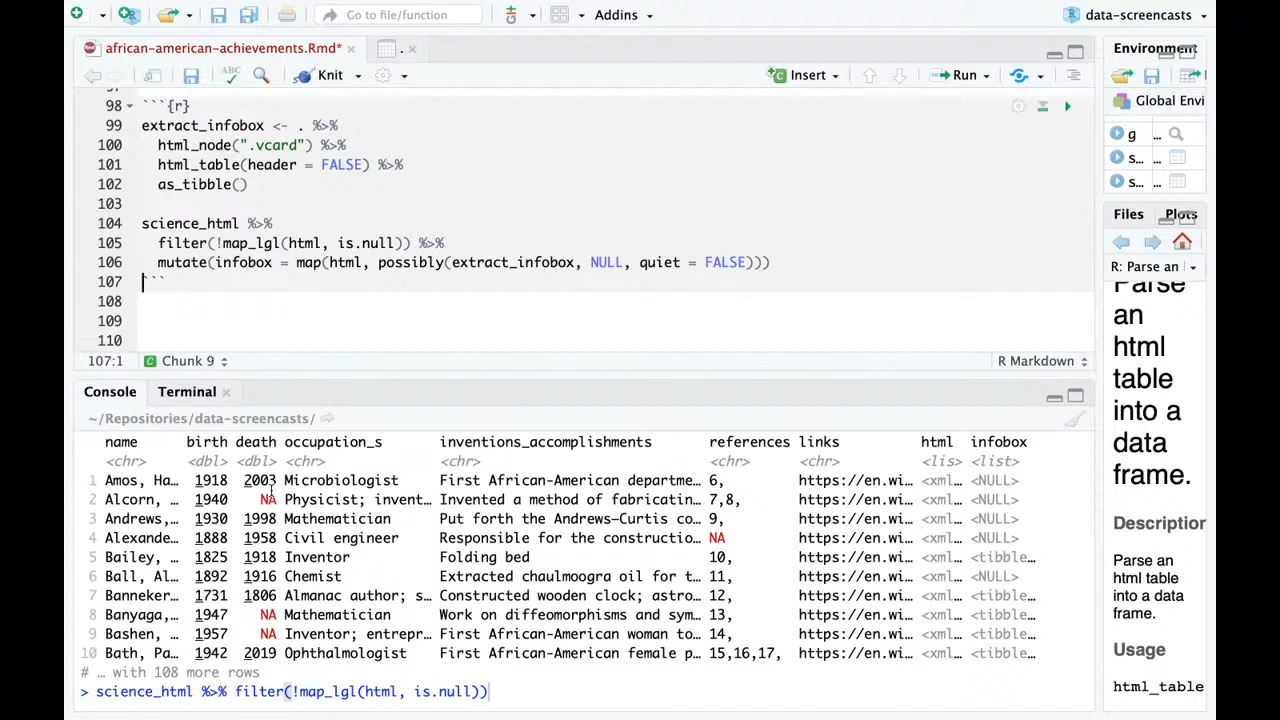 Go to file/function
Addins
data-screencasts
african-american-achievements.Rmd*
.
Environment
ABC
Knit
Insert
Run
Global Envi
98 ```{r}
99 extract_infobox <- . %>%
100   html_node(".vcard") %>%
101   html_table(header = FALSE) %>%
102   as_tibble()
103
104 science_html %>%
105   filter(!map_lgl(html, is.null)) %>%
106   mutate(infobox = map(html, possibly(extract_infobox, NULL, quiet = FALSE)))
107 ```
108
109
110
107:1 Chunk 9 R Markdown
g …
s…  …
s…  …
Files Plots
R: Parse an
Parse
an
html
table
into a
data
frame.
Description
Parse an
html table
into a data
frame.
Usage
html_table
Console Terminal
~/Repositories/data-screencasts/
name birth death occupation_s inventions_accomplishments references links html infobox
<chr> <dbl> <dbl> <chr> <chr> <chr> <chr> <lis> <list>
1 Amos, Ha… 1918 2003 Microbiologist First African-American departme… 6, https://en.wi… <xml… <NULL>
2 Alcorn, … 1940 NA Physicist; invent… Invented a method of fabricatin… 7,8, https://en.wi… <xml… <NULL>
3 Andrews,… 1930 1998 Mathematician Put forth the Andrews–Curtis co… 9, https://en.wi… <xml… <NULL>
4 Alexande… 1888 1958 Civil engineer Responsible for the constructio… NA https://en.wi… <xml… <NULL>
5 Bailey, … 1825 1918 Inventor Folding bed 10, https://en.wi… <xml… <tibble…
6 Ball, Al… 1892 1916 Chemist Extracted chaulmoogra oil for t… 11, https://en.wi… <xml… <NULL>
7 Banneker… 1731 1806 Almanac author; s… Constructed wooden clock; astro… 12, https://en.wi… <xml… <tibble…
8 Banyaga,… 1947 NA Mathematician Work on diffeomorphisms and sym… 13, https://en.wi… <xml… <tibble…
9 Bashen, … 1957 NA Inventor; entrepr… First African-American woman to… 14, https://en.wi… <xml… <tibble…
10 Bath, Pa… 1942 2019 Ophthalmologist First African-American female p… 15,16,17, https://en.wi… <xml… <tibble…
# … with 108 more rows
> science_html %>% filter(!map_lgl(html, is.null))